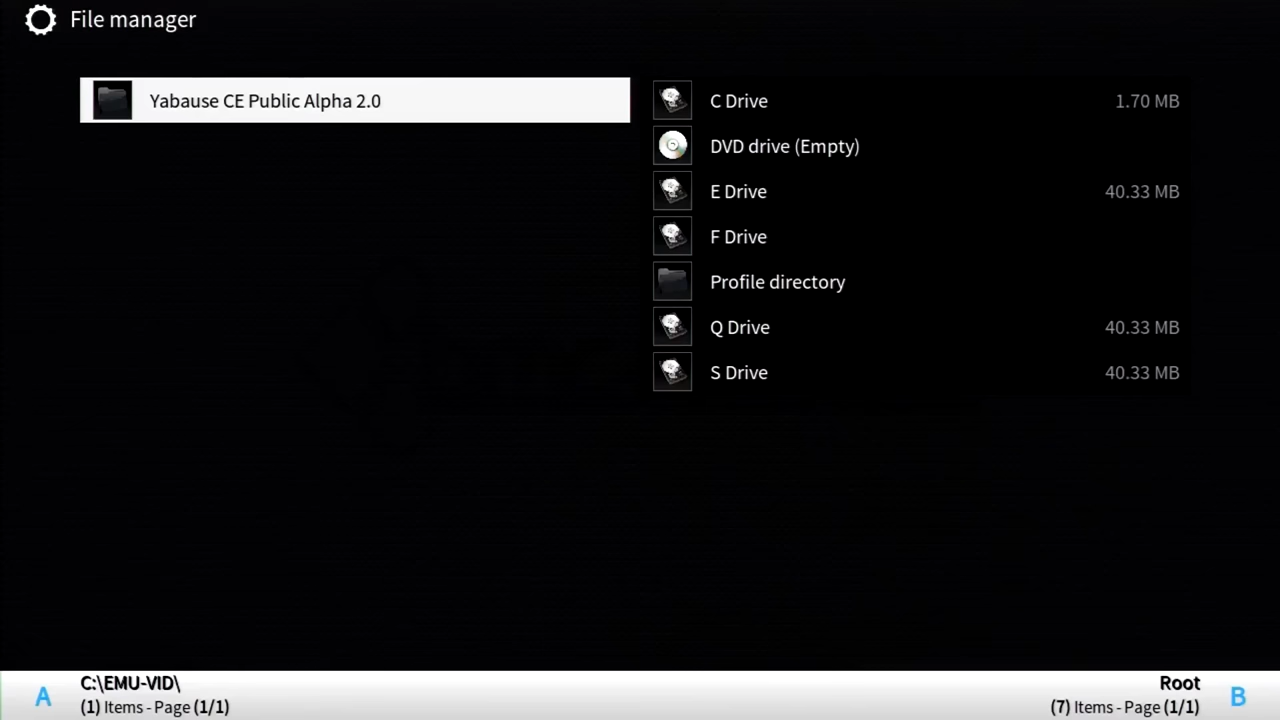 File manager
Yabause CE Public Alpha 2.0
C Drive 1.70 MB
DVD drive (Empty)
E Drive 40.33 MB
F Drive
Profile directory
Q Drive 40.33 MB
S Drive 40.33 MB
A
C:\EMU-VID\
(1) Items - Page (1/1)
Root
(7) Items - Page (1/1)
B